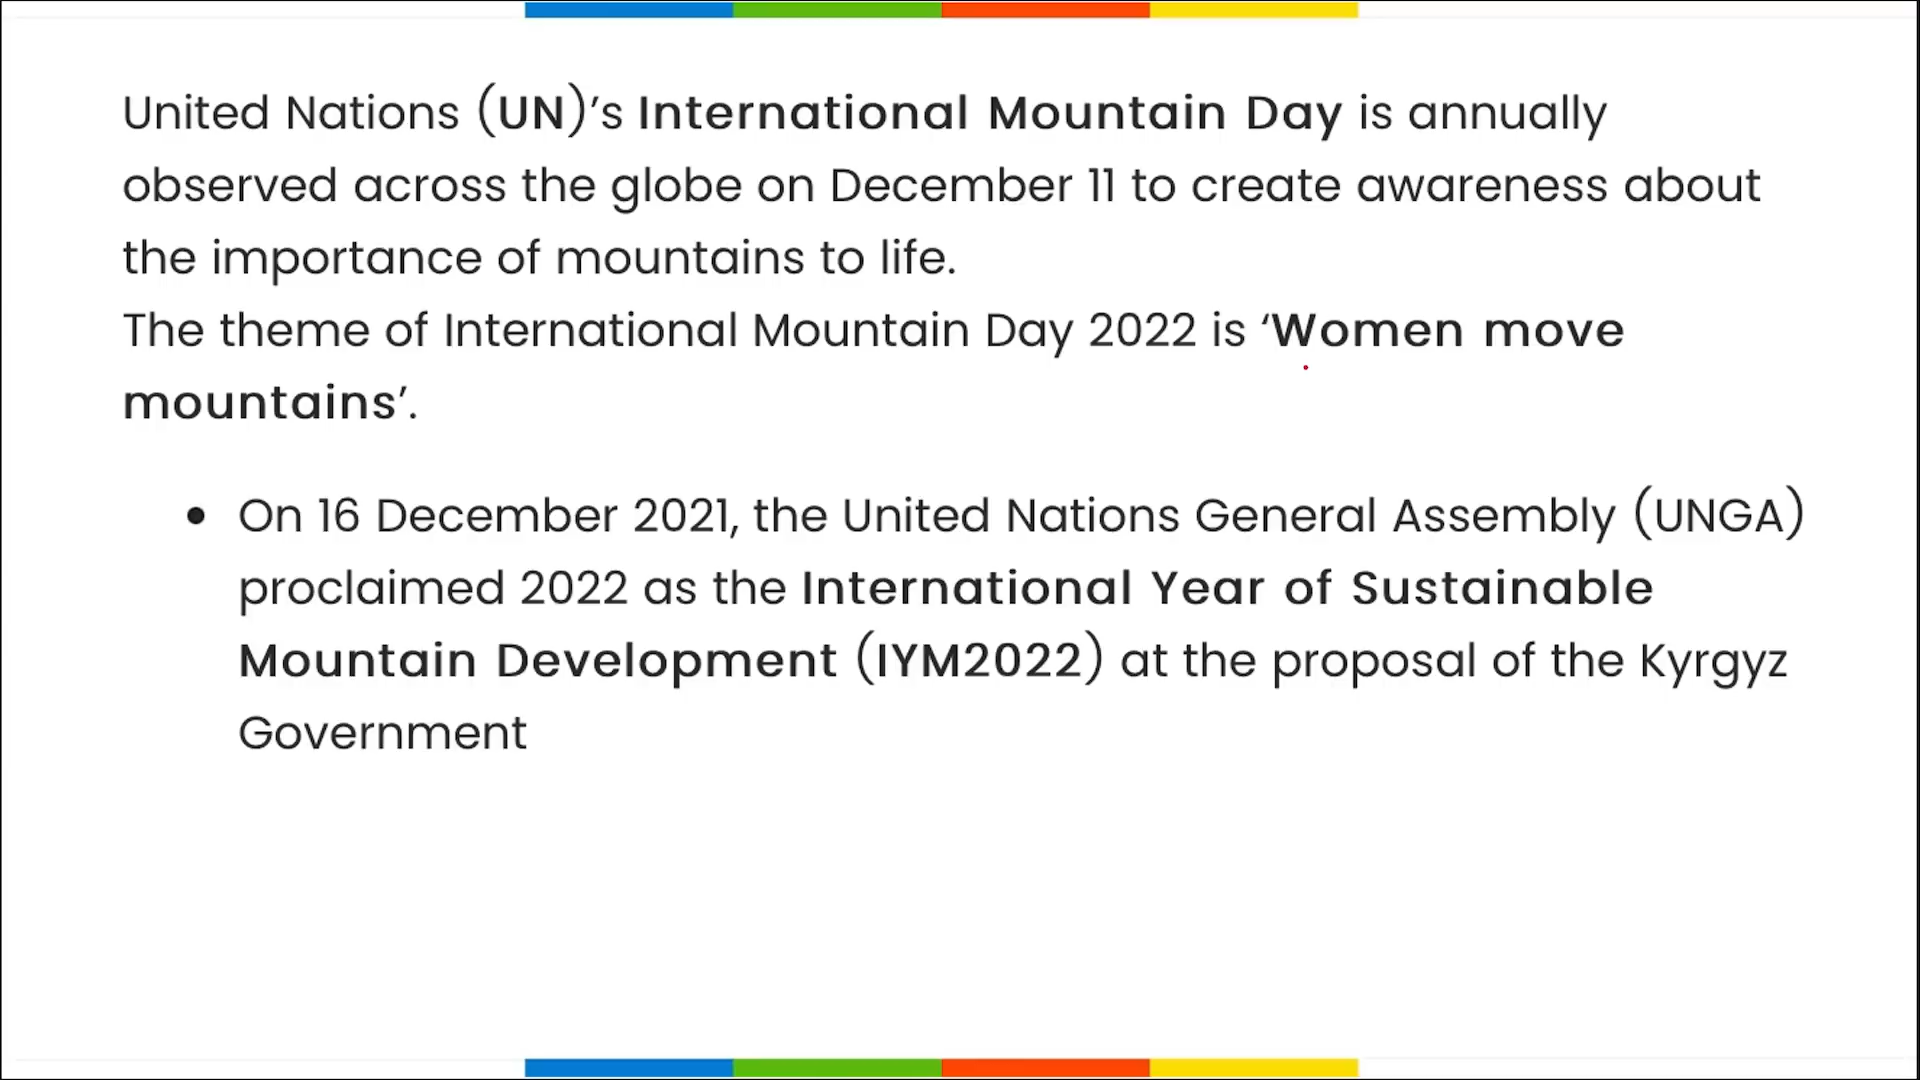 United Nations (UN)’s International Mountain Day is annually
observed across the globe on December 11 to create awareness about
the importance of mountains to life.
The theme of International Mountain Day 2022 is ‘Women move
mountains’.
• On 16 December 2021, the United Nations General Assembly (UNGA)
proclaimed 2022 as the International Year of Sustainable
Mountain Development (IYM2022) at the proposal of the Kyrgyz
Government